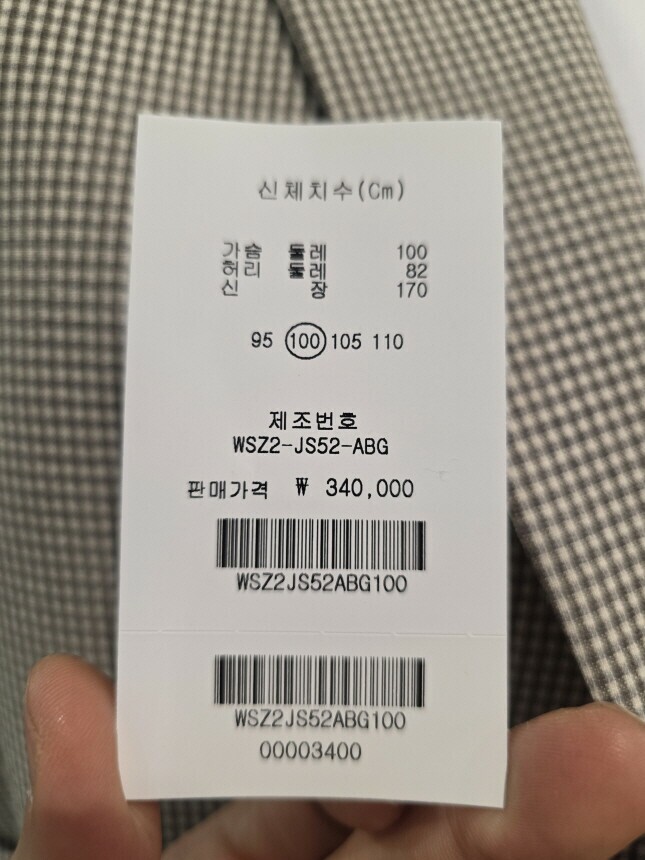 신체치수(Cm)
가슴 둘레 100
허리 둘레 82
신 장 170
95 100 105 110
제조번호
WSZ2-JS52-ABG
판매가격 ₩ 340,000
WSZ2JS52ABG100
WSZ2JS52ABG100
00003400